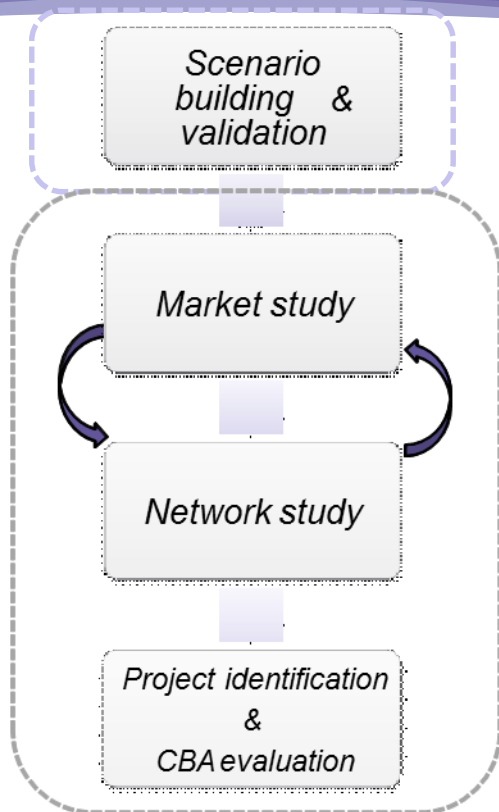 Scenario
building &
validation
Market study
Network study
Project identification
&
CBA evaluation